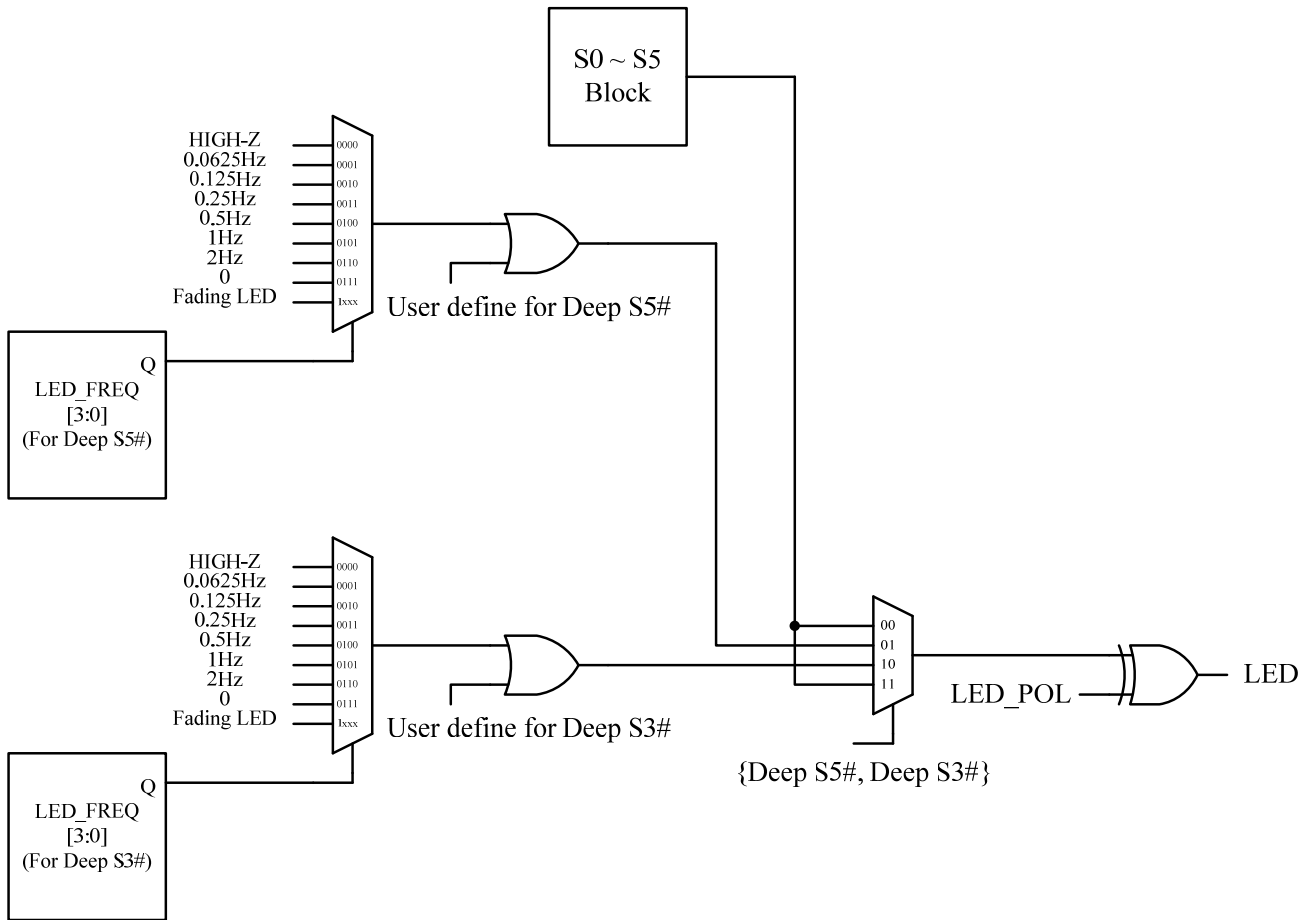 S0 ~ S5
Block
HIGH-Z
0.0625Hz
0.125Hz
0.25Hz
0.5Hz
1Hz
2Hz
0
Fading LED
0000
0001
0010
0011
0100
0101
0110
0111
1xxx
User define for Deep S5#
Q
LED_FREQ
[3:0]
(For Deep S5#)
HIGH-Z
0.0625Hz
0.125Hz
0.25Hz
0.5Hz
1Hz
2Hz
0
Fading LED
0000
0001
0010
0011
0100
0101
0110
0111
1xxx
User define for Deep S3#
Q
LED_FREQ
[3:0]
(For Deep S3#)
00
01
10
11
{Deep S5#, Deep S3#}
LED_POL
LED